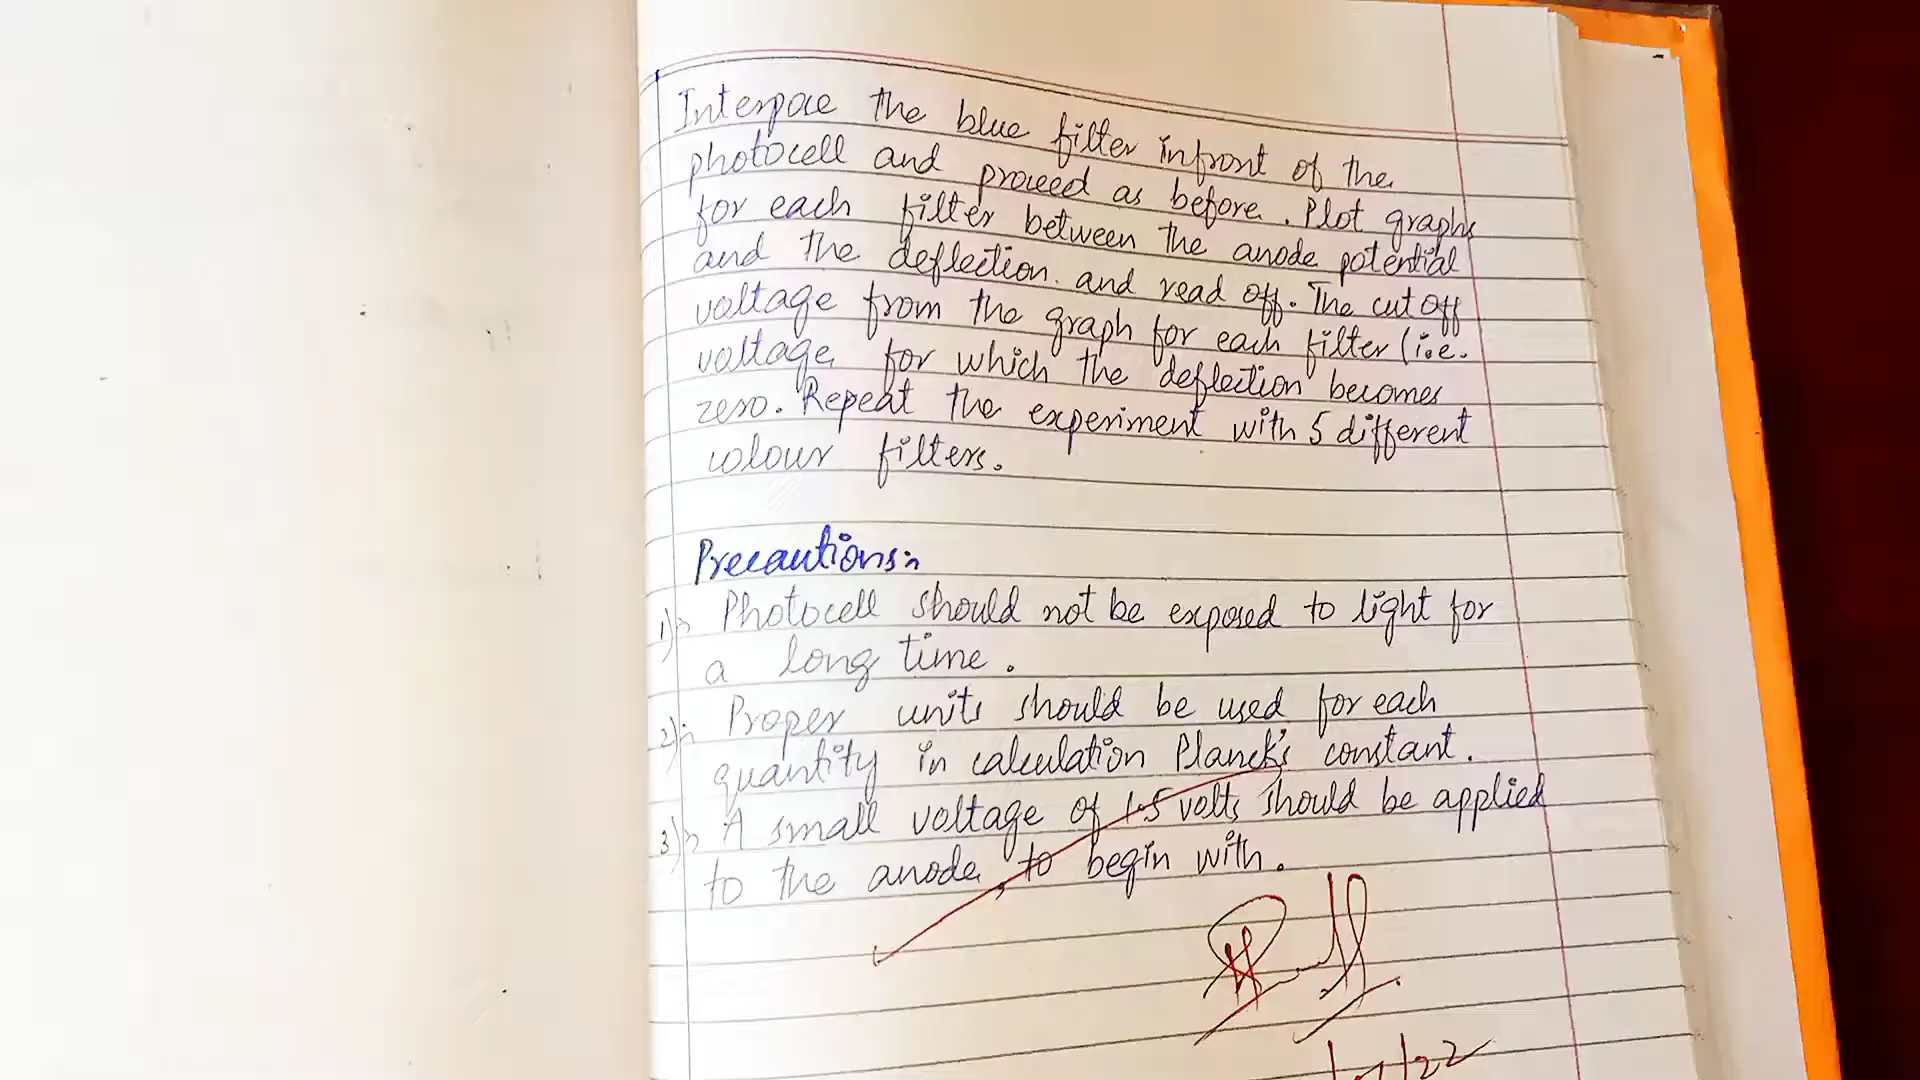 Interpace the blue filter infront of the
photocell and proceed as before. Plot graphs
for each filter between the anode potential
and the deflection. and read off. The cut off
voltage from the graph for each filter (i.e.
voltage for which the deflection becomes
zero. Repeat the experiment with 5 different
colour filters.
Precautions:-
1):- Photocell should not be exposed to light for
a long time.
2):- Proper units should be used for each
quantity in calculation Planck's constant.
3):- A small voltage of 1.5 volts should be applied
to the anode, to begin with.